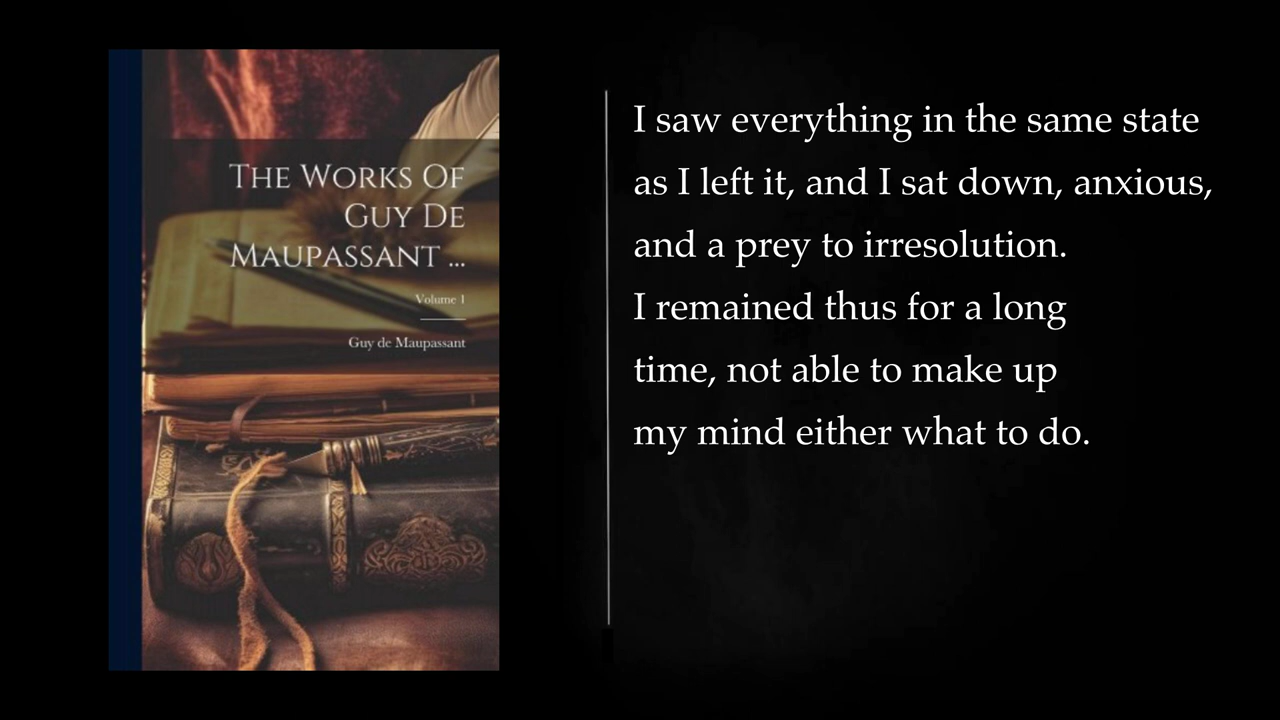 THE WORKS OF
GUY DE
MAUPASSANT ...
Volume 1
Guy de Maupassant
I saw everything in the same state
as I left it, and I sat down, anxious,
and a prey to irresolution.
I remained thus for a long
time, not able to make up
my mind either what to do.